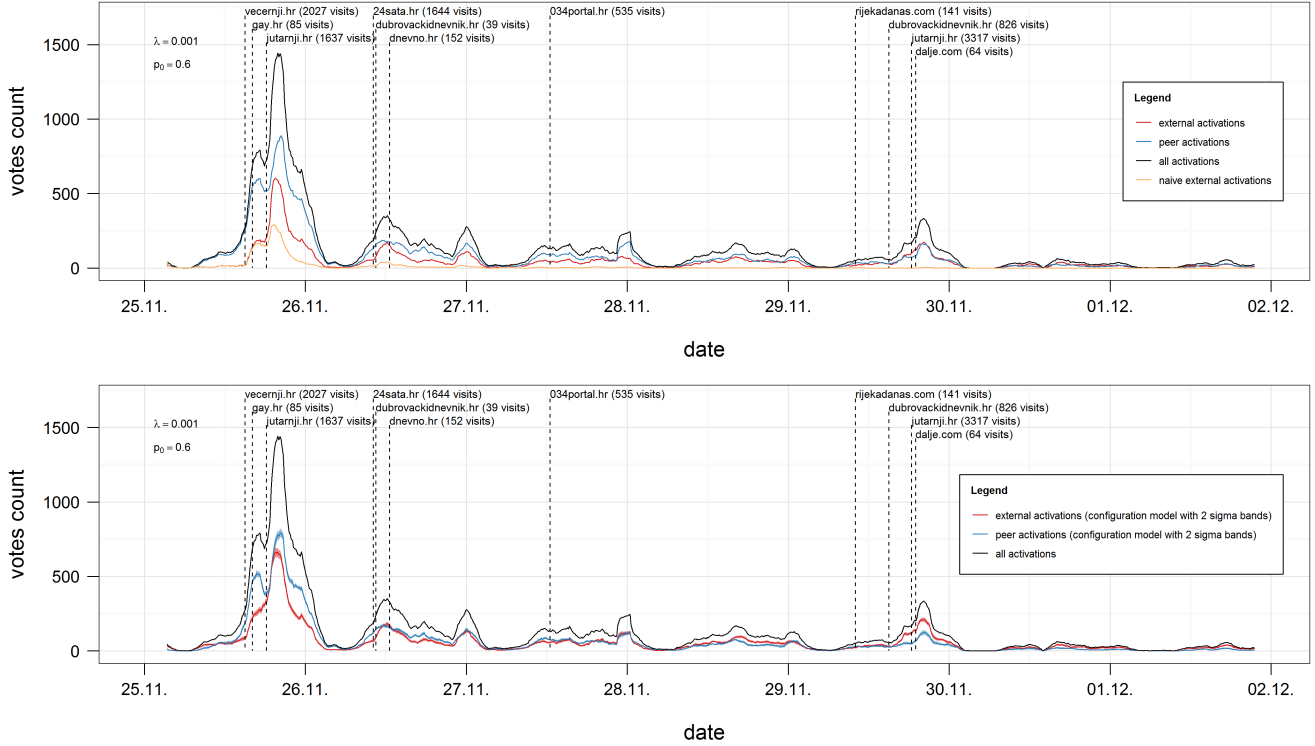 vecernji.hr (2027 visits) 24sata.hr (1644 visits) 034portal.hr (535 visits) rijekadanas.com (141 visits)
gay.hr (85 visits) dubrovackidnevnik.hr (39 visits) dubrovackidnevnik.hr (826 visits)
jutarnji.hr (1637 visits) dnevno.hr (152 visits) jutarnji.hr (3317 visits)
dalje.com (64 visits)
λ = 0.001
p₀ = 0.6
votes count
1500
1000
500
0
Legend
external activations
peer activations
all activations
naive external activations
25.11. 26.11. 27.11. 28.11. 29.11. 30.11. 01.12. 02.12.
date
vecernji.hr (2027 visits) 24sata.hr (1644 visits) 034portal.hr (535 visits) rijekadanas.com (141 visits)
gay.hr (85 visits) dubrovackidnevnik.hr (39 visits) dubrovackidnevnik.hr (826 visits)
jutarnji.hr (1637 visits) dnevno.hr (152 visits) jutarnji.hr (3317 visits)
dalje.com (64 visits)
λ = 0.001
p₀ = 0.6
votes count
1500
1000
500
0
Legend
external activations (configuration model with 2 sigma bands)
peer activations (configuration model with 2 sigma bands)
all activations
25.11. 26.11. 27.11. 28.11. 29.11. 30.11. 01.12. 02.12.
date